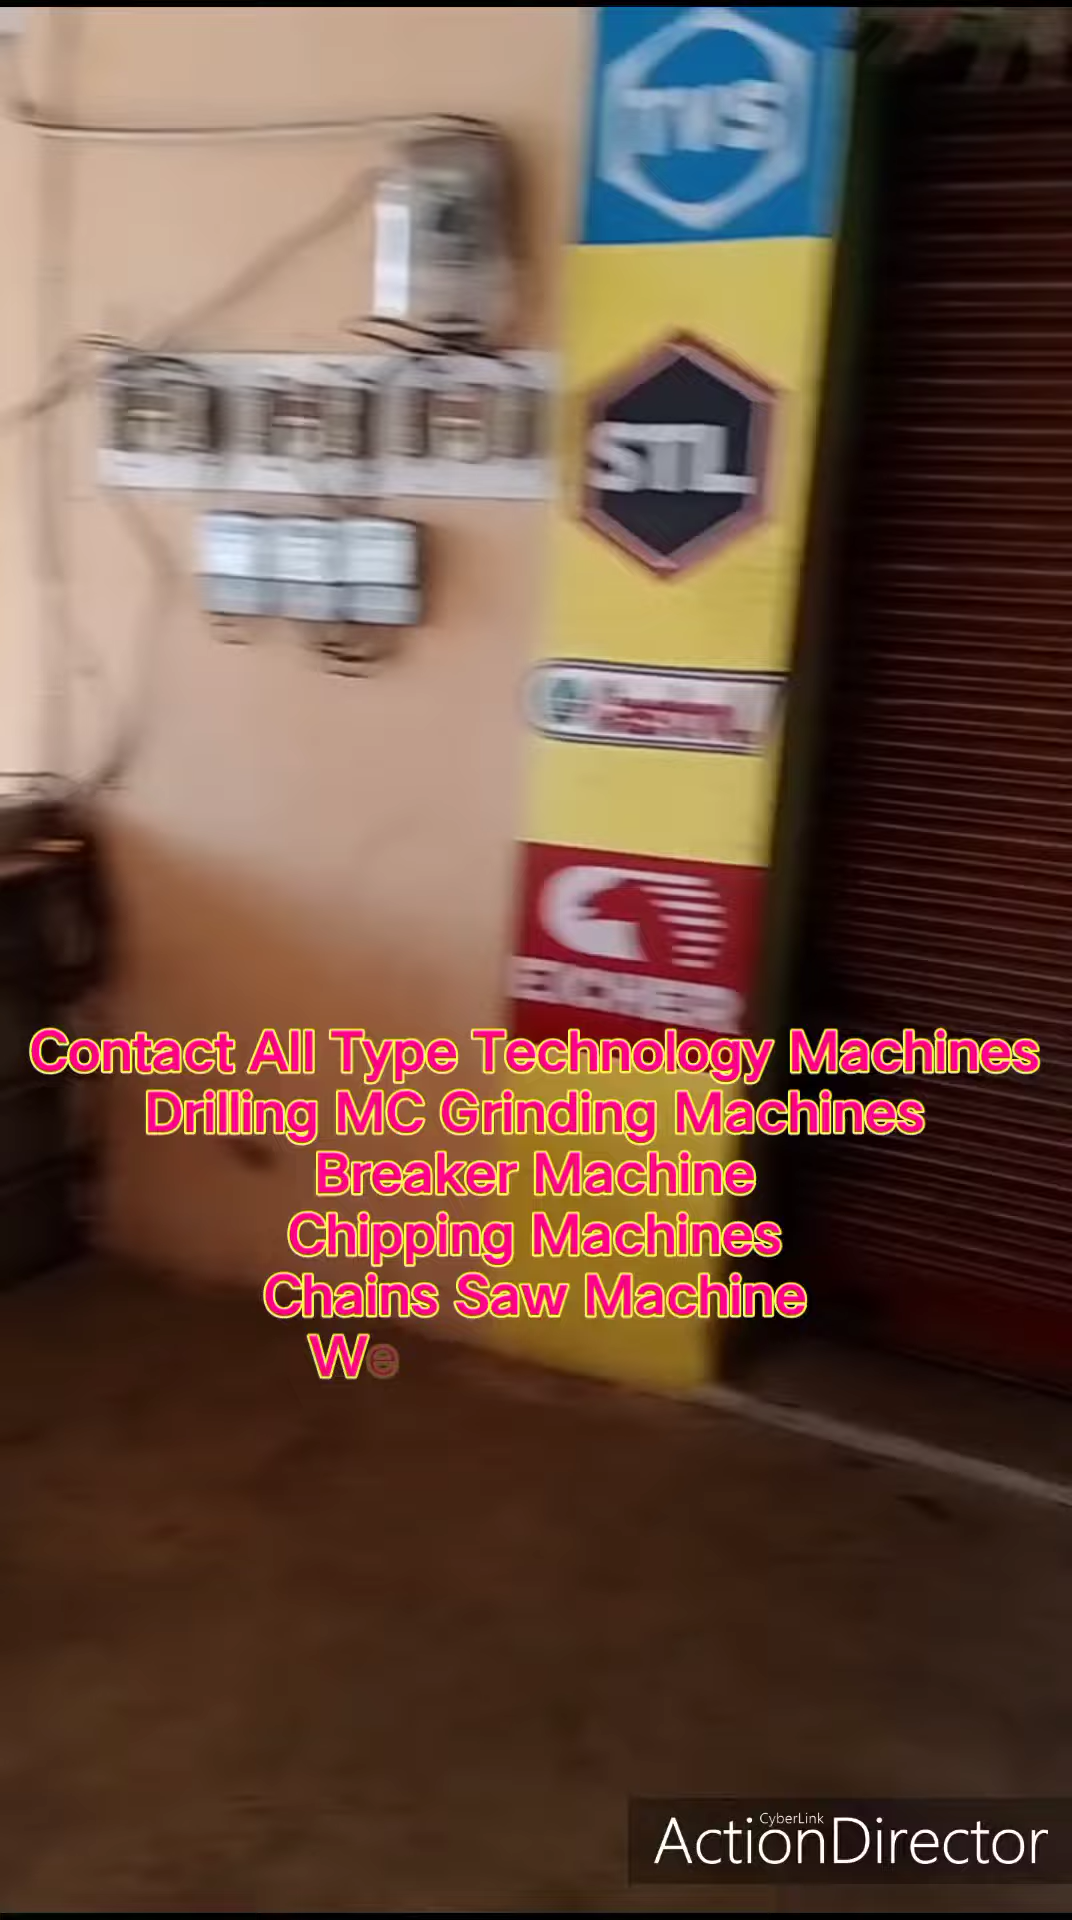 TVS
STL
EICHER
Contact All Type Technology Machines
Drilling MC Grinding Machines
Breaker Machine
Chipping Machines
Chains Saw Machine
We
CyberLink
ActionDirector